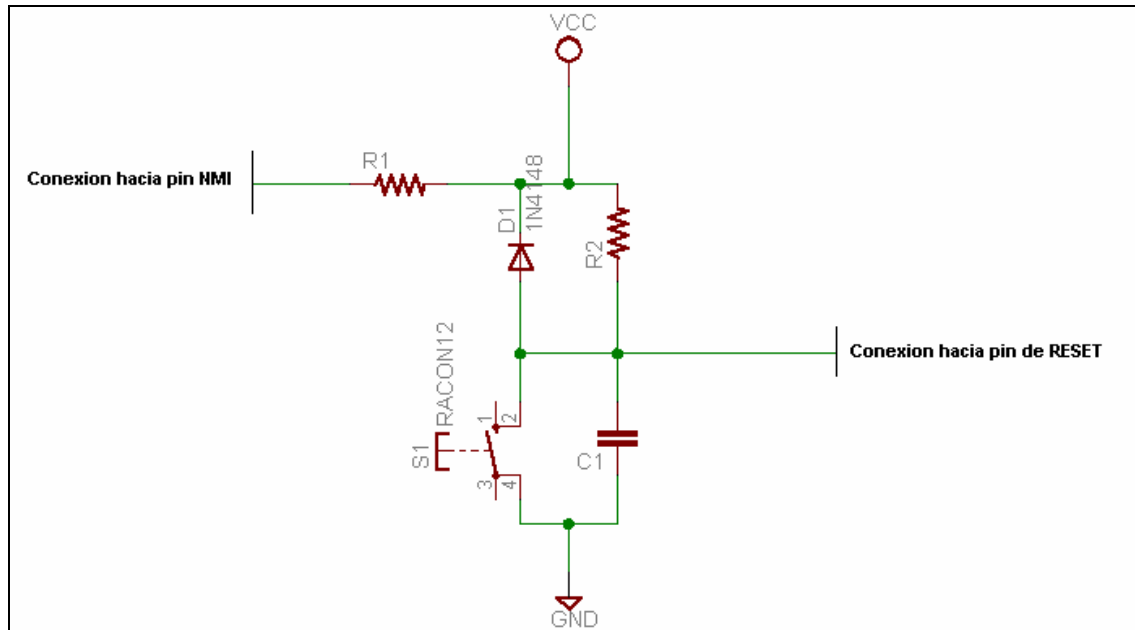 VCC
R1
Conexion hacia pin NMI
D1
1N4148
R2
RACON12
Conexion hacia pin de RESET
1
2
S1
3
4
C1
GND